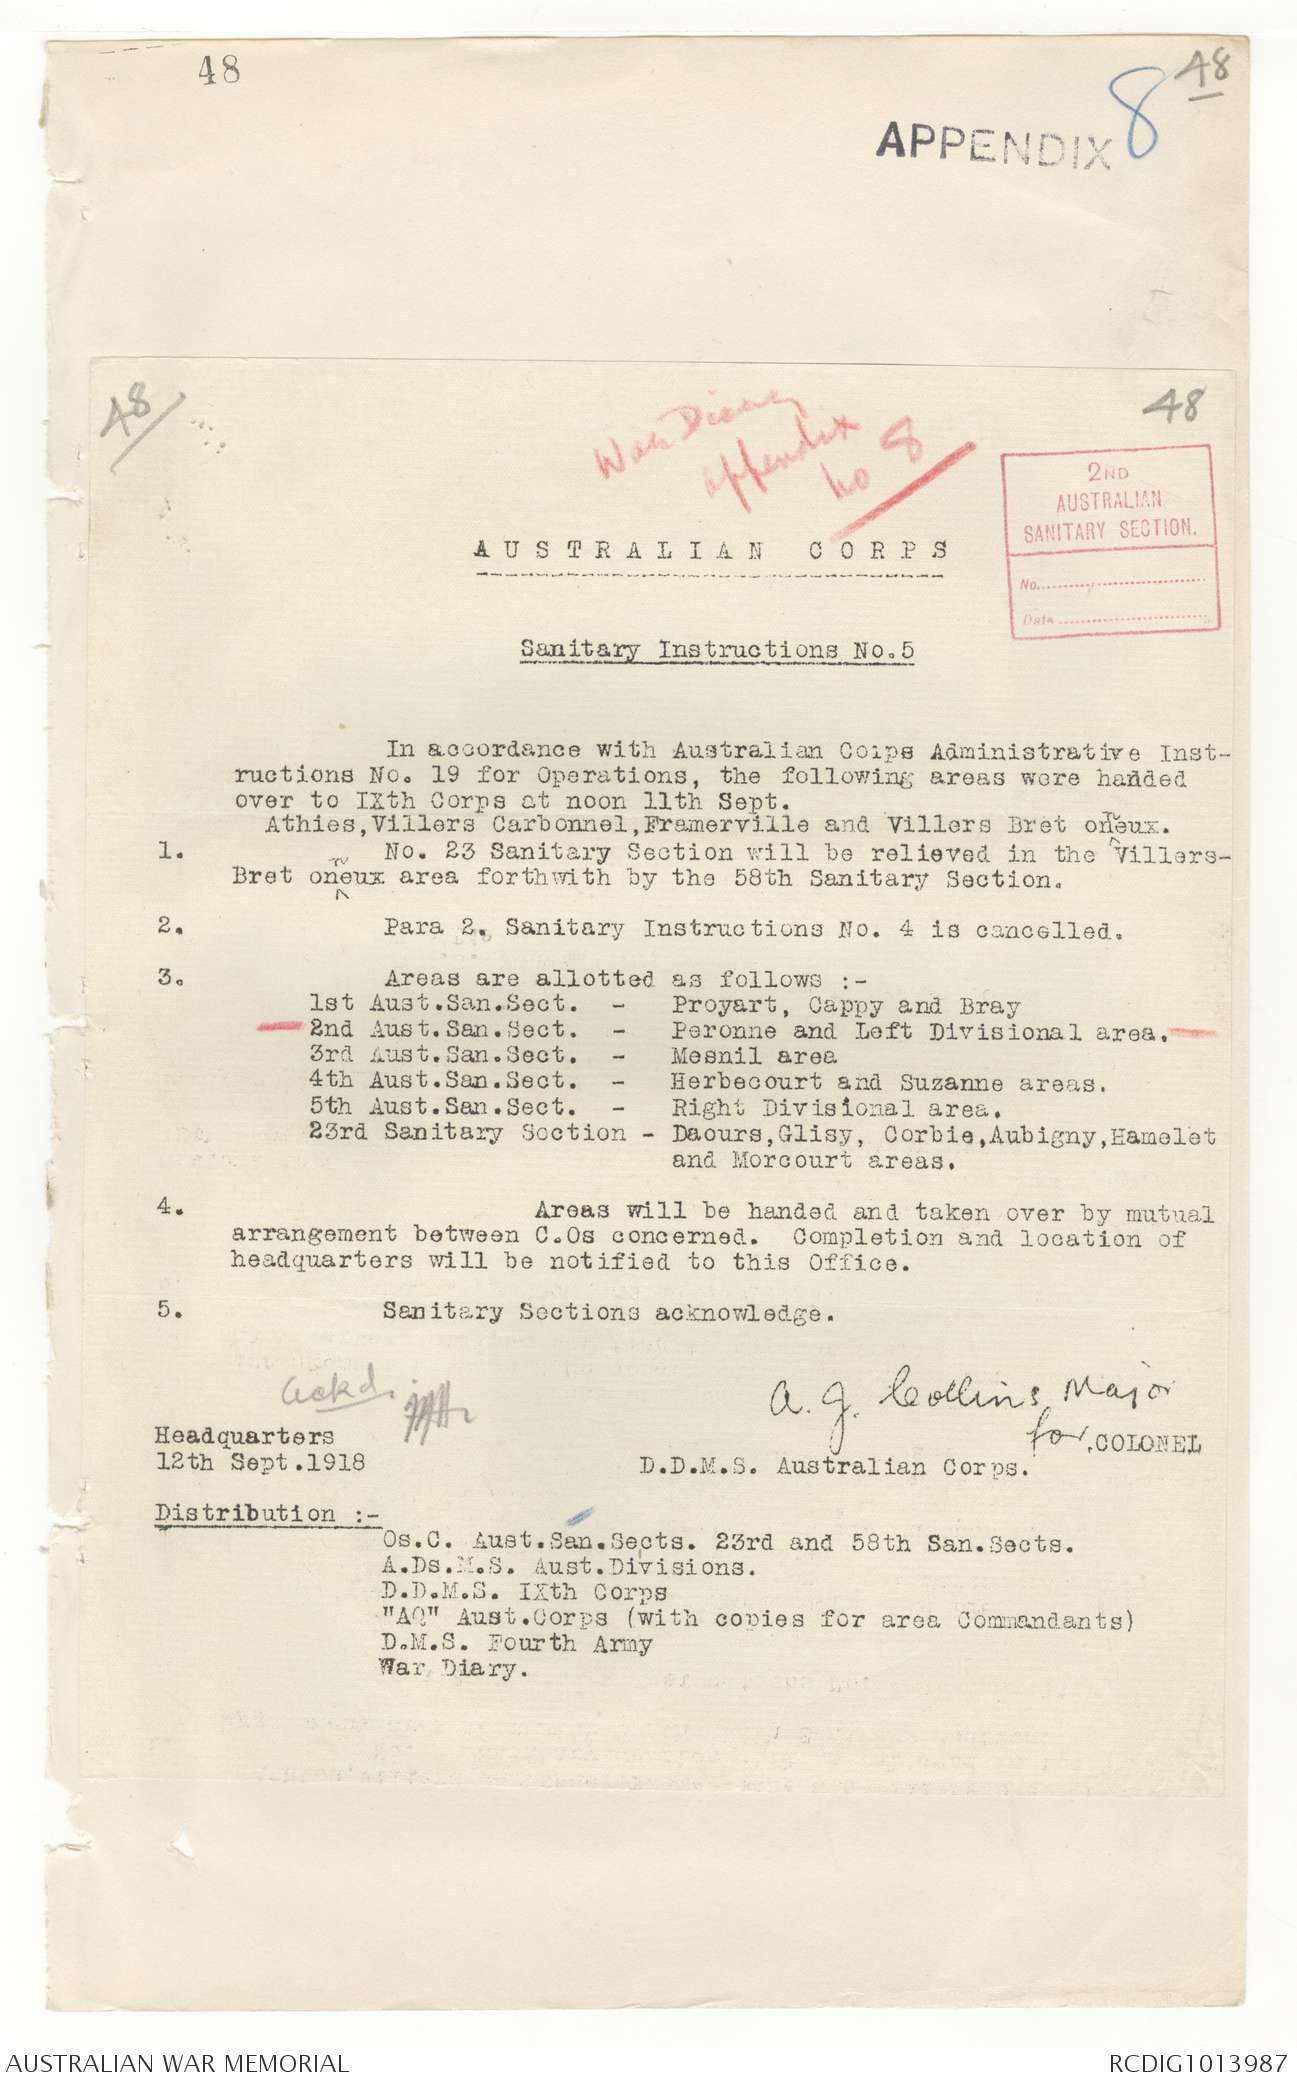 48
48
APPENDIX 8
48
48
War Diary
appendix
no 8
2ND
AUSTRALIAN
SANITARY SECTION.
No.
Date
AUSTRALIAN CORPS
Sanitary Instructions No.5
In accordance with Australian Corps Administrative Inst-
ructions No. 19 for Operations, the following areas were handed
over to IXth Corps at noon 11th Sept.
Athies,Villers Carbonnel,Framerville and Villers Bret oneux.
1. No. 23 Sanitary Section will be relieved in the Villers-
Bret oneux area forthwith by the 58th Sanitary Section.
2. Para 2. Sanitary Instructions No. 4 is cancelled.
3. Areas are allotted as follows :-
1st Aust.San.Sect. - Proyart, Cappy and Bray
2nd Aust.San.Sect. - Peronne and Left Divisional area.
3rd Aust.San.Sect. - Mesnil area
4th Aust.San.Sect. - Herbecourt and Suzanne areas.
5th Aust.San.Sect. - Right Divisional area.
23rd Sanitary Section - Daours,Glisy, Corbie,Aubigny,Hamelet
and Morcourt areas.
4. Areas will be handed and taken over by mutual
arrangement between C.Os concerned. Completion and location of
headquarters will be notified to this Office.
5. Sanitary Sections acknowledge.
Ackd.
A. J. Collins Major
for
Headquarters
.COLONEL
12th Sept.1918
D.D.M.S. Australian Corps.
Distribution :-
Os.C. Aust.San.Sects. 23rd and 58th San.Sects.
A.Ds.M.S. Aust.Divisions.
D.D.M.S. IXth Corps
"AQ" Aust.Corps (with copies for area Commandants)
D.M.S. Fourth Army
War Diary.
AUSTRALIAN WAR MEMORIAL
RCDIG1013987